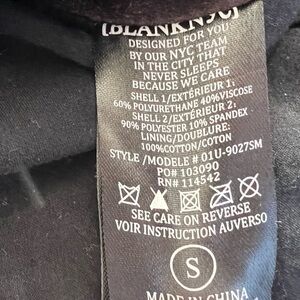 [BLANKNYC]
DESIGNED FOR YOU
BY OUR NYC TEAM
IN THE CITY THAT
NEVER SLEEPS
BECAUSE WE CARE
SHELL 1/EXTÉRIEUR 1:
60% POLYURETHANE 40%VISCOSE
SHELL 2/EXTÉRIEUR 2:
90% POLYESTER 10% SPANDEX
LINING/DOUBLURE:
100%COTTON/COTON
STYLE /MODÈLE # 01U-9027SM
PO# 103090
RN# 114542
SEE CARE ON REVERSE
VOIR INSTRUCTION AUVERSO
S
MADE IN CHINA